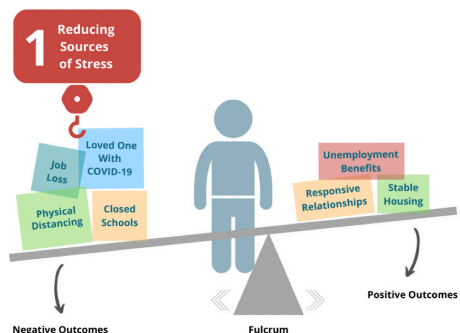 1
Reducing
Sources
of Stress
Job
Loss
Loved One
With
COVID-19
Physical
Distancing
Closed
Schools
Unemployment
Benefits
Responsive
Relationships
Stable
Housing
Negative Outcomes
Fulcrum
Positive Outcomes